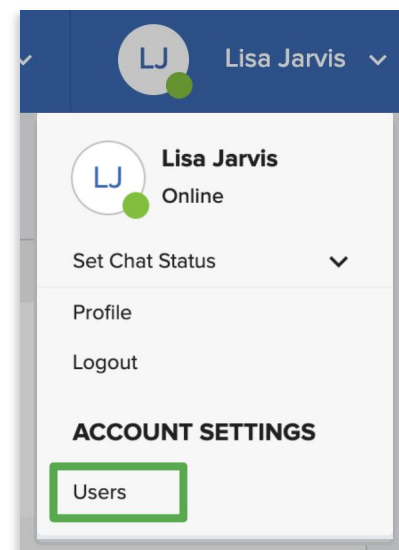 LJ Lisa Jarvis
LJ
Lisa Jarvis
Online
Set Chat Status
Profile
Logout
ACCOUNT SETTINGS
Users